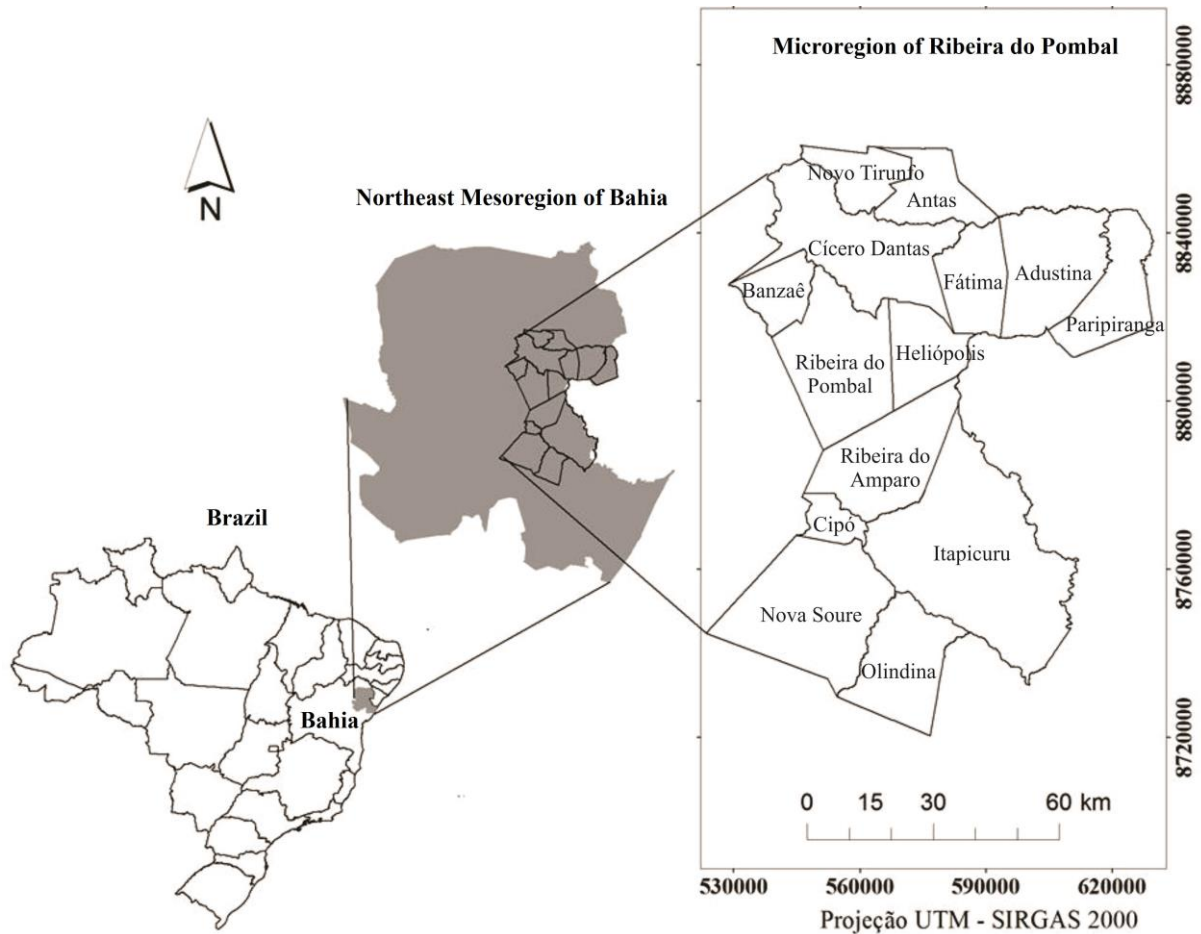 Microregion of Ribeira do Pombal
N
Northeast Mesoregion of Bahia
Brazil
Bahia
Novo Tirunfo
Antas
Cícero Dantas
Fátima
Adustina
Banzaê
Paripiranga
Ribeira do
Pombal
Heliópolis
Ribeira do
Amparo
Cipó
Itapicuru
Nova Soure
Olindina
0 15 30 60 km
8880000
8840000
8800000
8760000
8720000
530000 560000 590000 620000
Projeção UTM - SIRGAS 2000